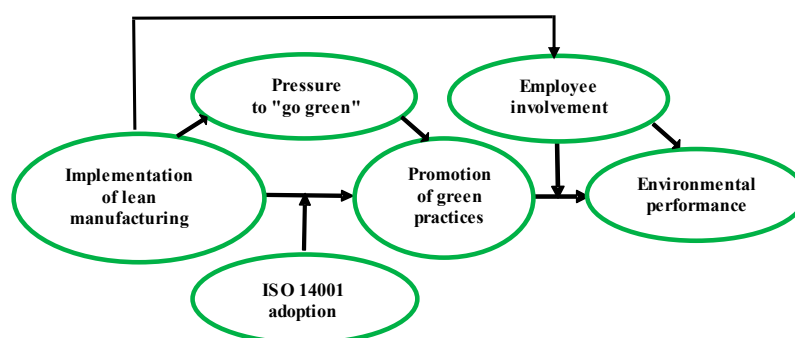 Pressure
to "go green"
Employee
involvement
Implementation
of lean
manufacturing
Promotion
of green
practices
Environmental
performance
ISO 14001
adoption